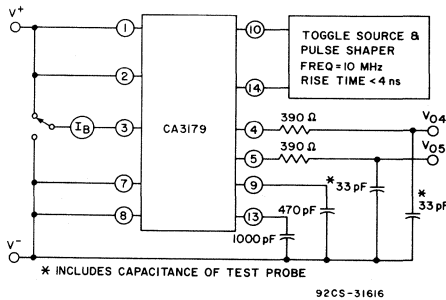 V+
1
10
TOGGLE SOURCE &
PULSE SHAPER
FREQ = 10 MHz
RISE TIME < 4 ns
2
14
390 Ω
VO4
IB
3
CA3179
4
390 Ω
VO5
5
7
9
* 33 pF
* 33 pF
8
13
470 pF
1000 pF
V-
* INCLUDES CAPACITANCE OF TEST PROBE
92CS-31616